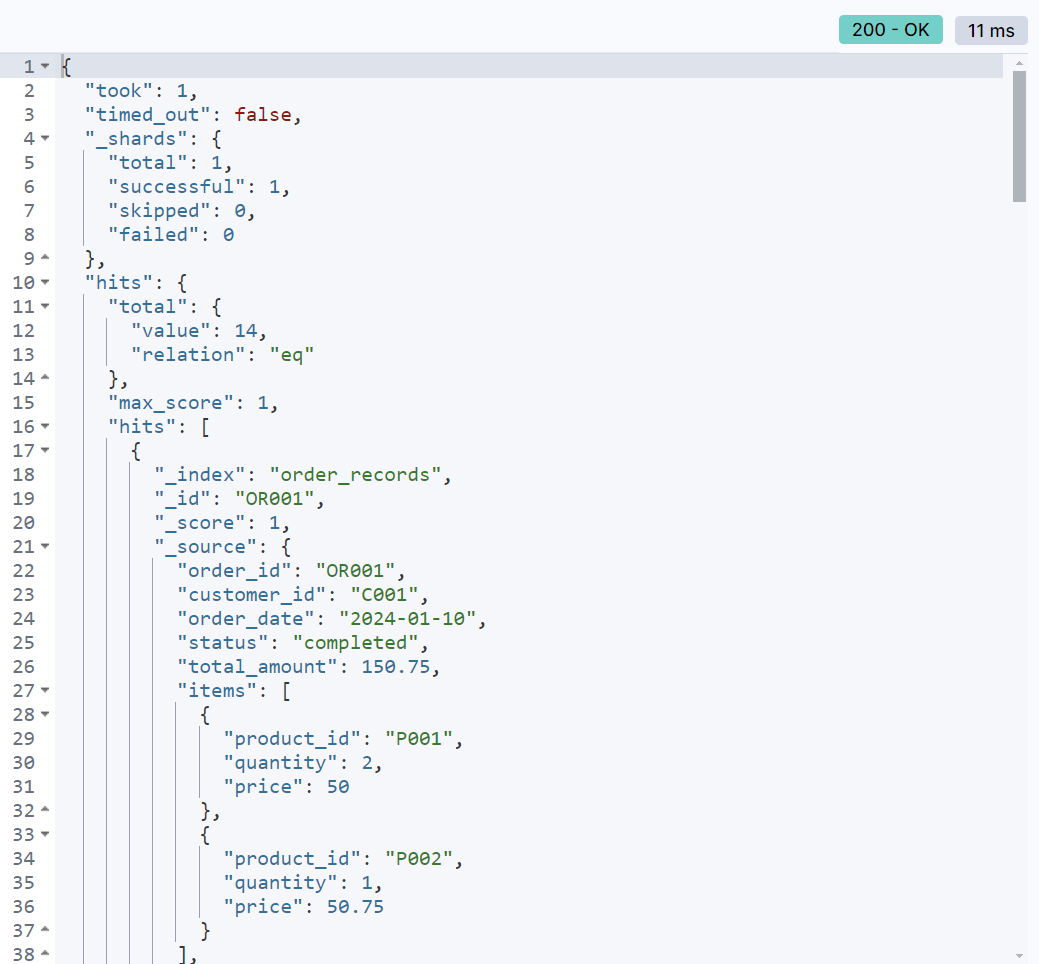 200 - OK 11 ms
1 {
2 "took": 1,
3 "timed_out": false,
4 "_shards": {
5 "total": 1,
6 "successful": 1,
7 "skipped": 0,
8 "failed": 0
9 },
10 "hits": {
11 "total": {
12 "value": 14,
13 "relation": "eq"
14 },
15 "max_score": 1,
16 "hits": [
17 {
18 "_index": "order_records",
19 "_id": "OR001",
20 "_score": 1,
21 "_source": {
22 "order_id": "OR001",
23 "customer_id": "C001",
24 "order_date": "2024-01-10",
25 "status": "completed",
26 "total_amount": 150.75,
27 "items": [
28 {
29 "product_id": "P001",
30 "quantity": 2,
31 "price": 50
32 },
33 {
34 "product_id": "P002",
35 "quantity": 1,
36 "price": 50.75
37 }
38 ],